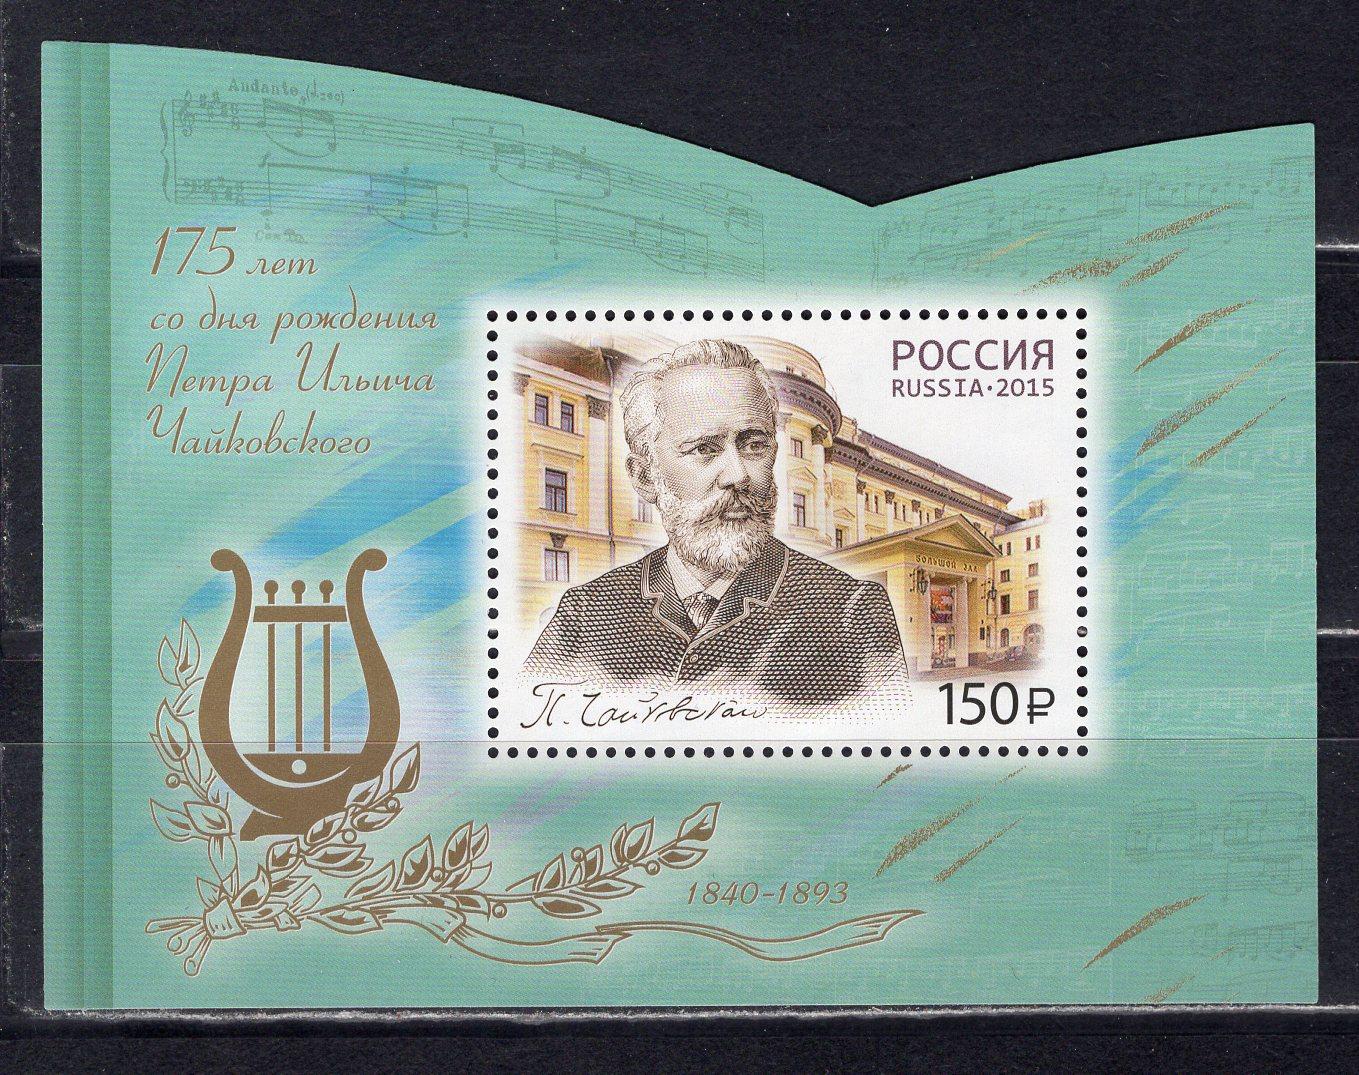 Andante
175 лет
со дня рождения
Петра Ильича
Чайковского
РОССИЯ
RUSSIA·2015
БОЛЬШОЙ ЗАЛ
П. Чайковский
150₽
1840-1893